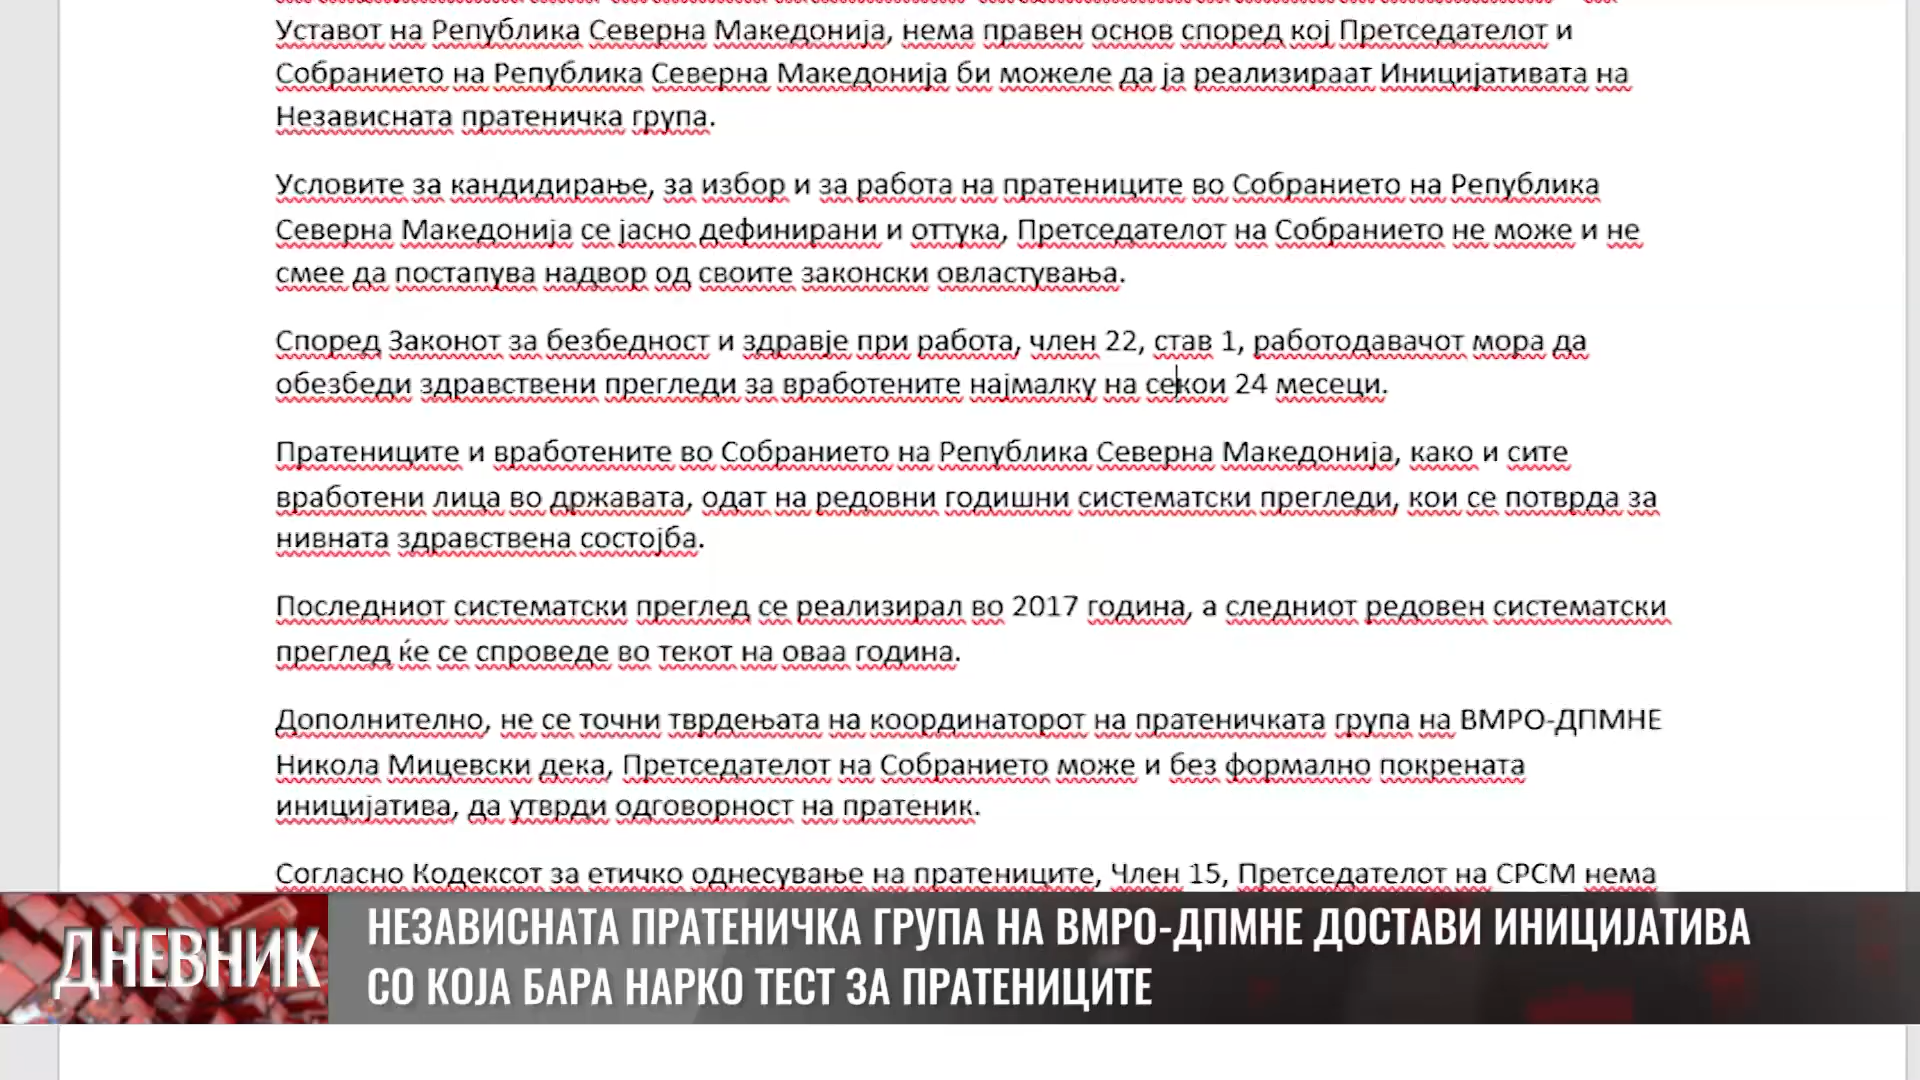 Уставот на Република Северна Македонија, нема правен основ според кој Претседателот и
Собранието на Република Северна Македонија би можеле да ја реализираат Иницијативата на
Независната пратеничка група.
Условите за кандидирање, за избор и за работа на пратениците во Собранието на Република
Северна Македонија се јасно дефинирани и оттука, Претседателот на Собранието не може и не
смее да постапува надвор од своите законски овластувања.
Според Законот за безбедност и здравје при работа, член 22, став 1, работодавачот мора да
обезбеди здравствени прегледи за вработените најмалку на секои 24 месеци.
Пратениците и вработените во Собранието на Република Северна Македонија, како и сите
вработени лица во државата, одат на редовни годишни систематски прегледи, кои се потврда за
нивната здравствена состојба.
Последниот систематски преглед се реализирал во 2017 година, а следниот редовен систематски
преглед ќе се спроведе во текот на оваа година.
Дополнително, не се точни тврдењата на координаторот на пратеничката група на ВМРО-ДПМНЕ
Никола Мицевски дека, Претседателот на Собранието може и без формално покрената
иницијатива, да утврди одговорност на пратеник.
Согласно Кодексот за етичко однесување на пратениците, Член 15, Претседателот на СРСМ нема
ДНЕВНИК
НЕЗАВИСНАТА ПРАТЕНИЧКА ГРУПА НА ВМРО-ДПМНЕ ДОСТАВИ ИНИЦИЈАТИВА
СО КОЈА БАРА НАРКО ТЕСТ ЗА ПРАТЕНИЦИТЕ